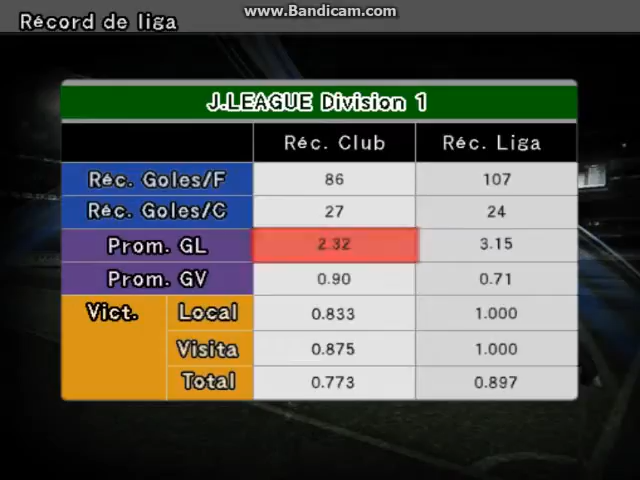 www.Bandicam.com
Récord de liga
J.LEAGUE Division 1
Réc. Club Réc. Liga
Réc. Goles/F 86 107
Réc. Goles/C 27 24
Prom. GL 2.32 3.15
Prom. GV 0.90 0.71
Vict. Local 0.833 1.000
Visita 0.875 1.000
Total 0.773 0.897